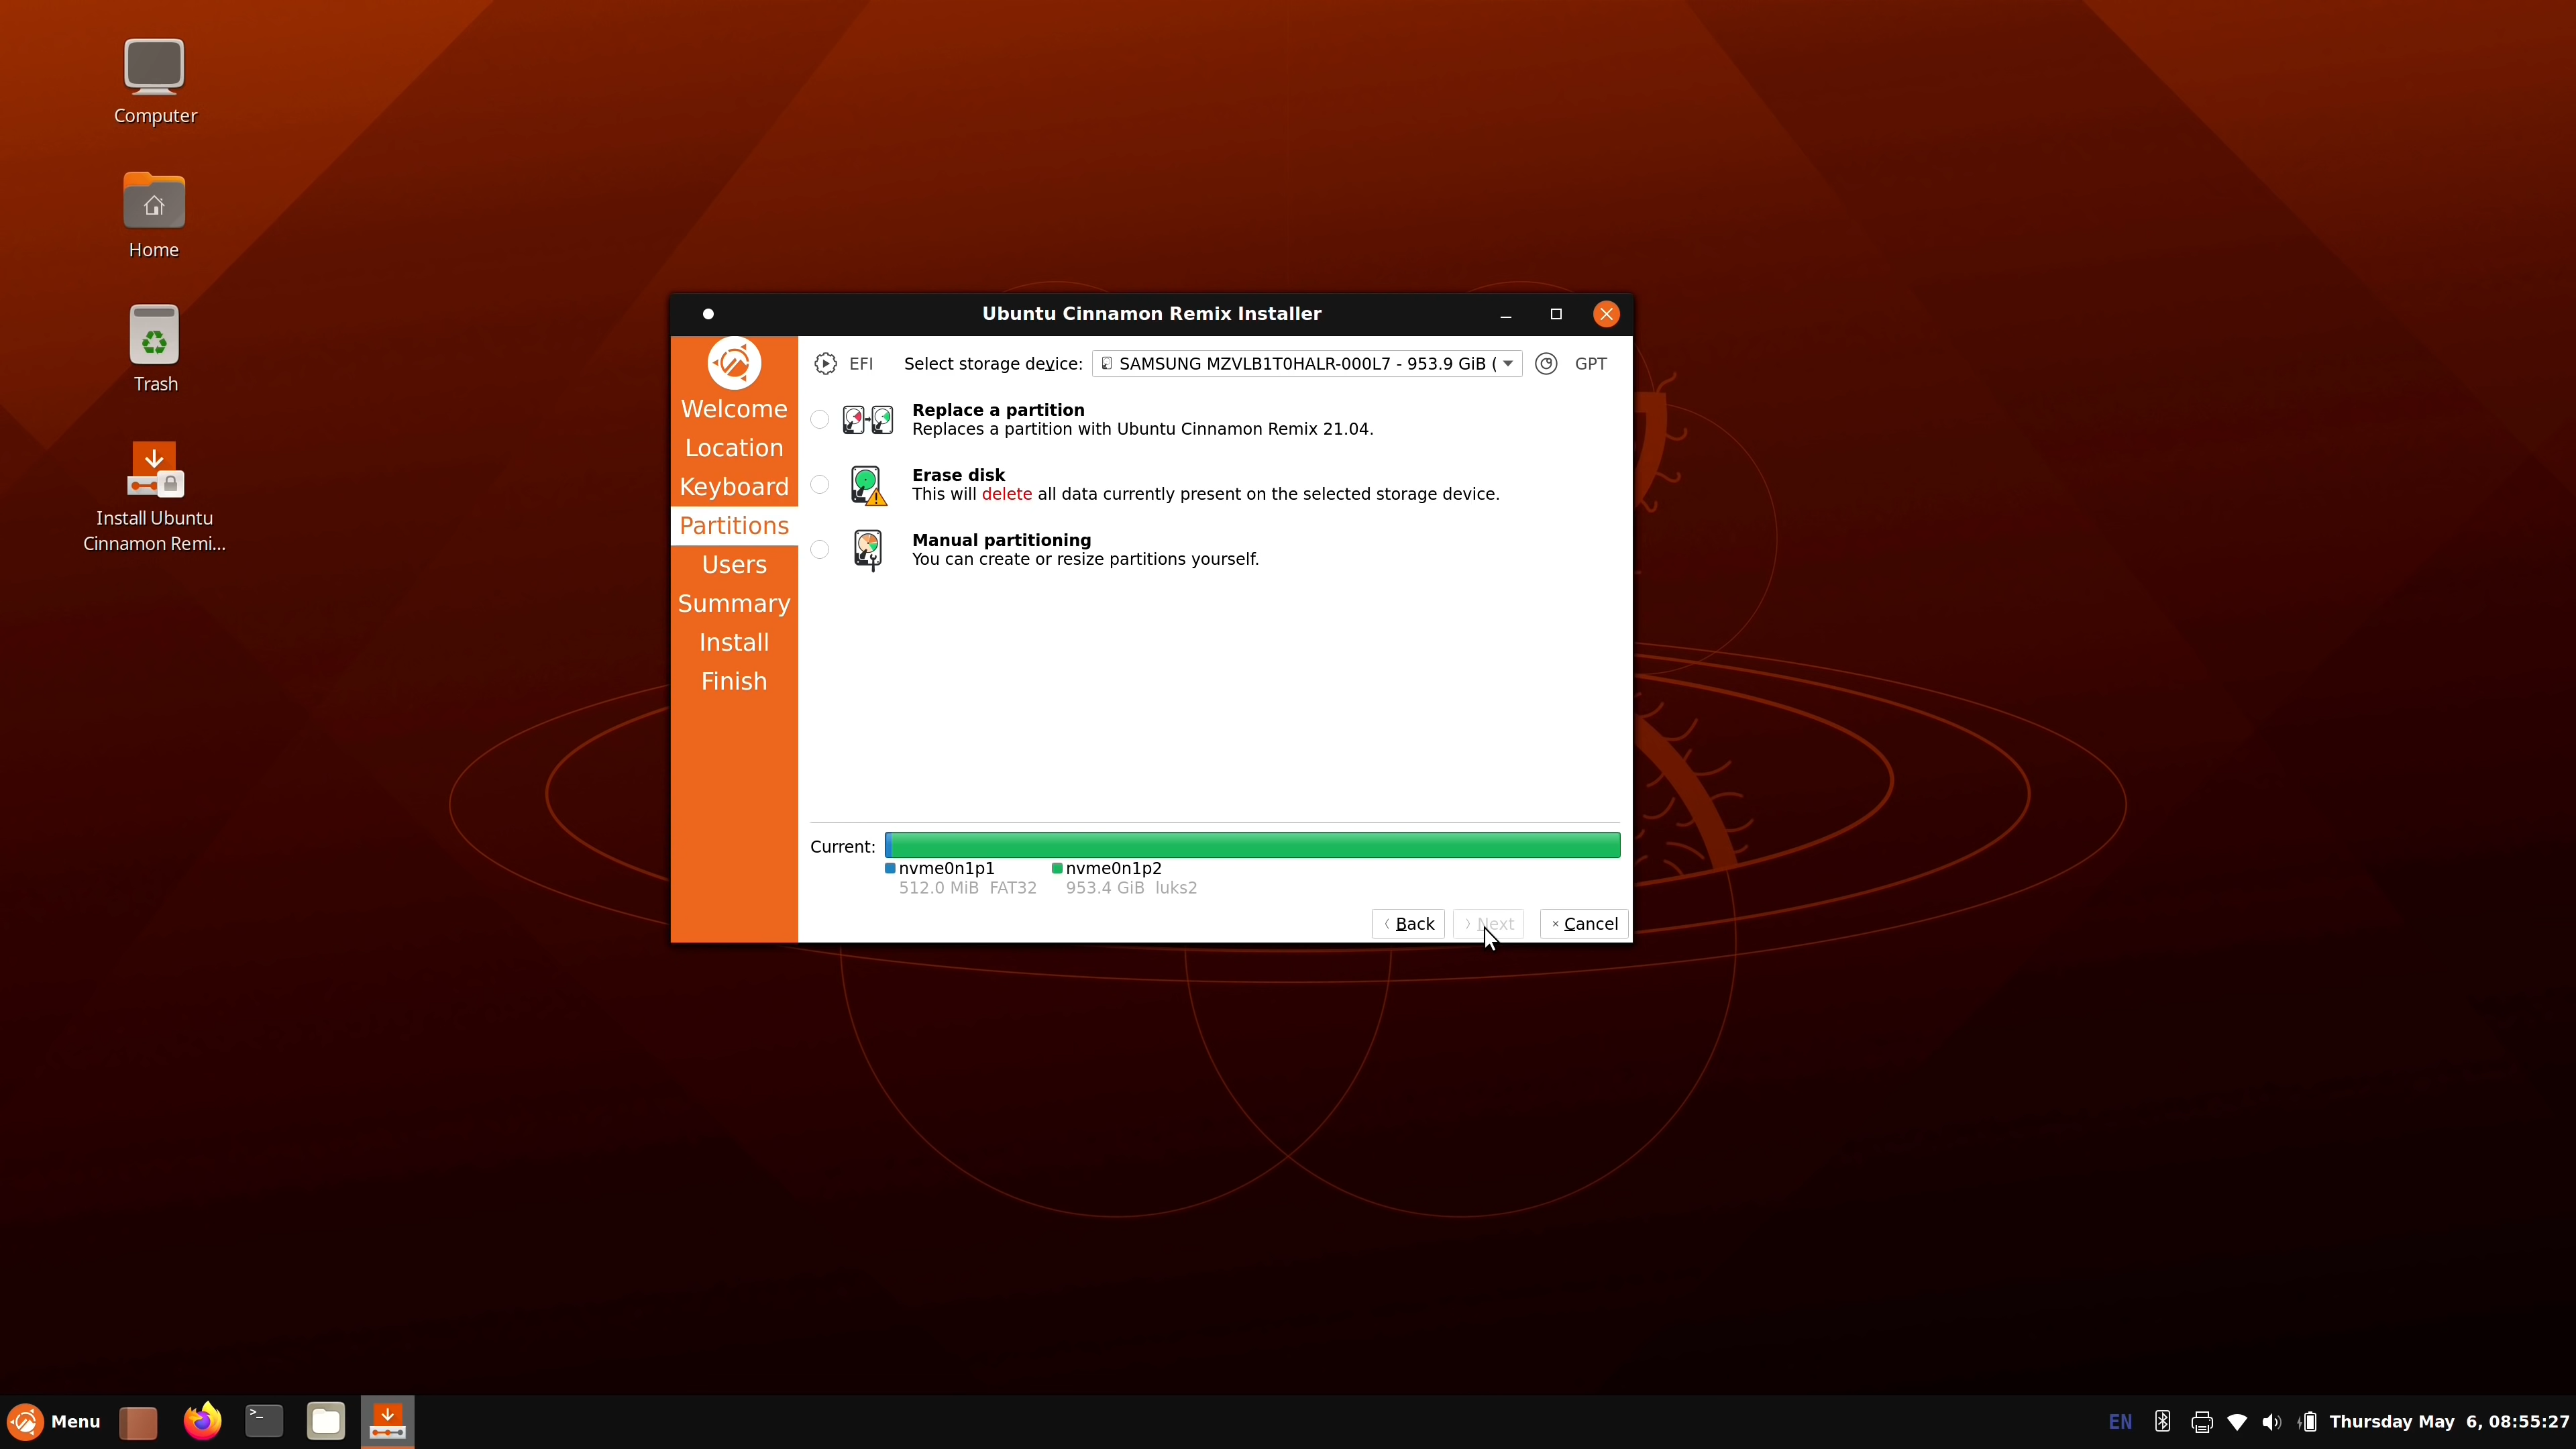 Computer
Home
Trash
Install Ubuntu
Cinnamon Remi...
Ubuntu Cinnamon Remix Installer
Welcome
Location
Keyboard
Partitions
Users
Summary
Install
Finish
EFI Select storage device: SAMSUNG MZVLB1T0HALR-000L7 - 953.9 GiB ( GPT
Replace a partition
Replaces a partition with Ubuntu Cinnamon Remix 21.04.
Erase disk
This will delete all data currently present on the selected storage device.
Manual partitioning
You can create or resize partitions yourself.
Current:
nvme0n1p1 nvme0n1p2
512.0 MiB FAT32 953.4 GiB luks2
Back Next Cancel
Menu
EN Thursday May 6, 08:55:27